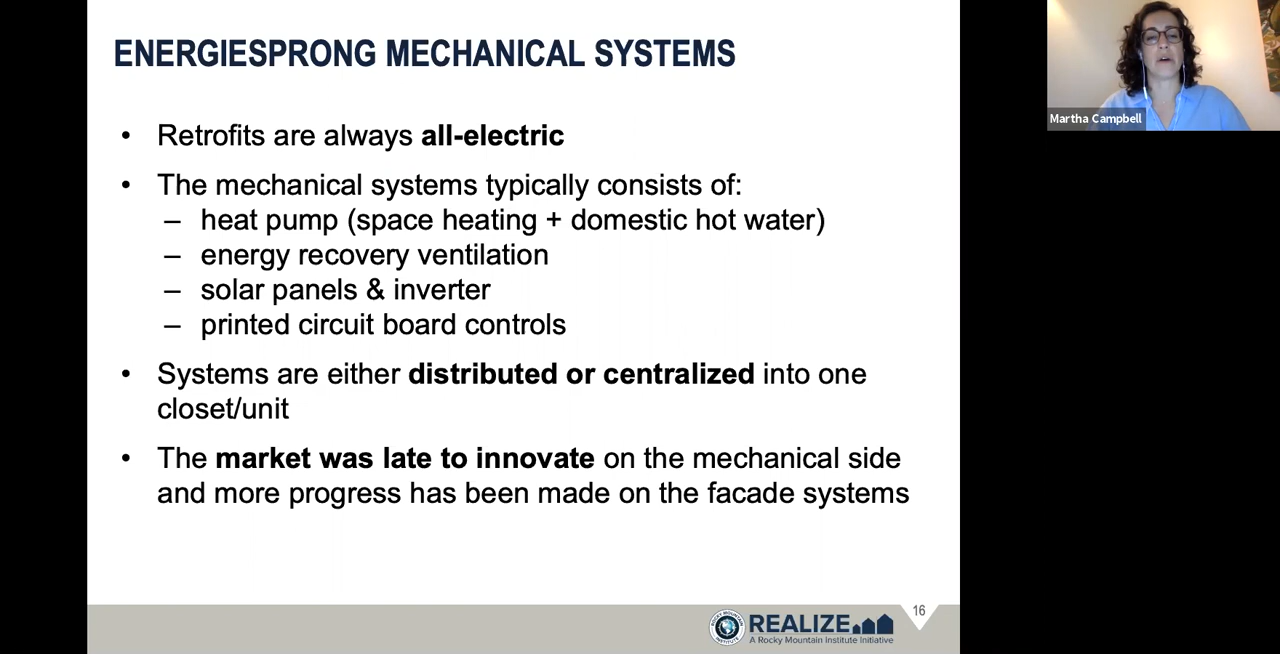 ENERGIESPRONG MECHANICAL SYSTEMS
• Retrofits are always all-electric
• The mechanical systems typically consists of:
– heat pump (space heating + domestic hot water)
– energy recovery ventilation
– solar panels & inverter
– printed circuit board controls
• Systems are either distributed or centralized into one
closet/unit
• The market was late to innovate on the mechanical side
and more progress has been made on the facade systems
Martha Campbell
16
ROCKY MOUNTAIN INSTITUTE
REALIZE
A Rocky Mountain Institute Initiative